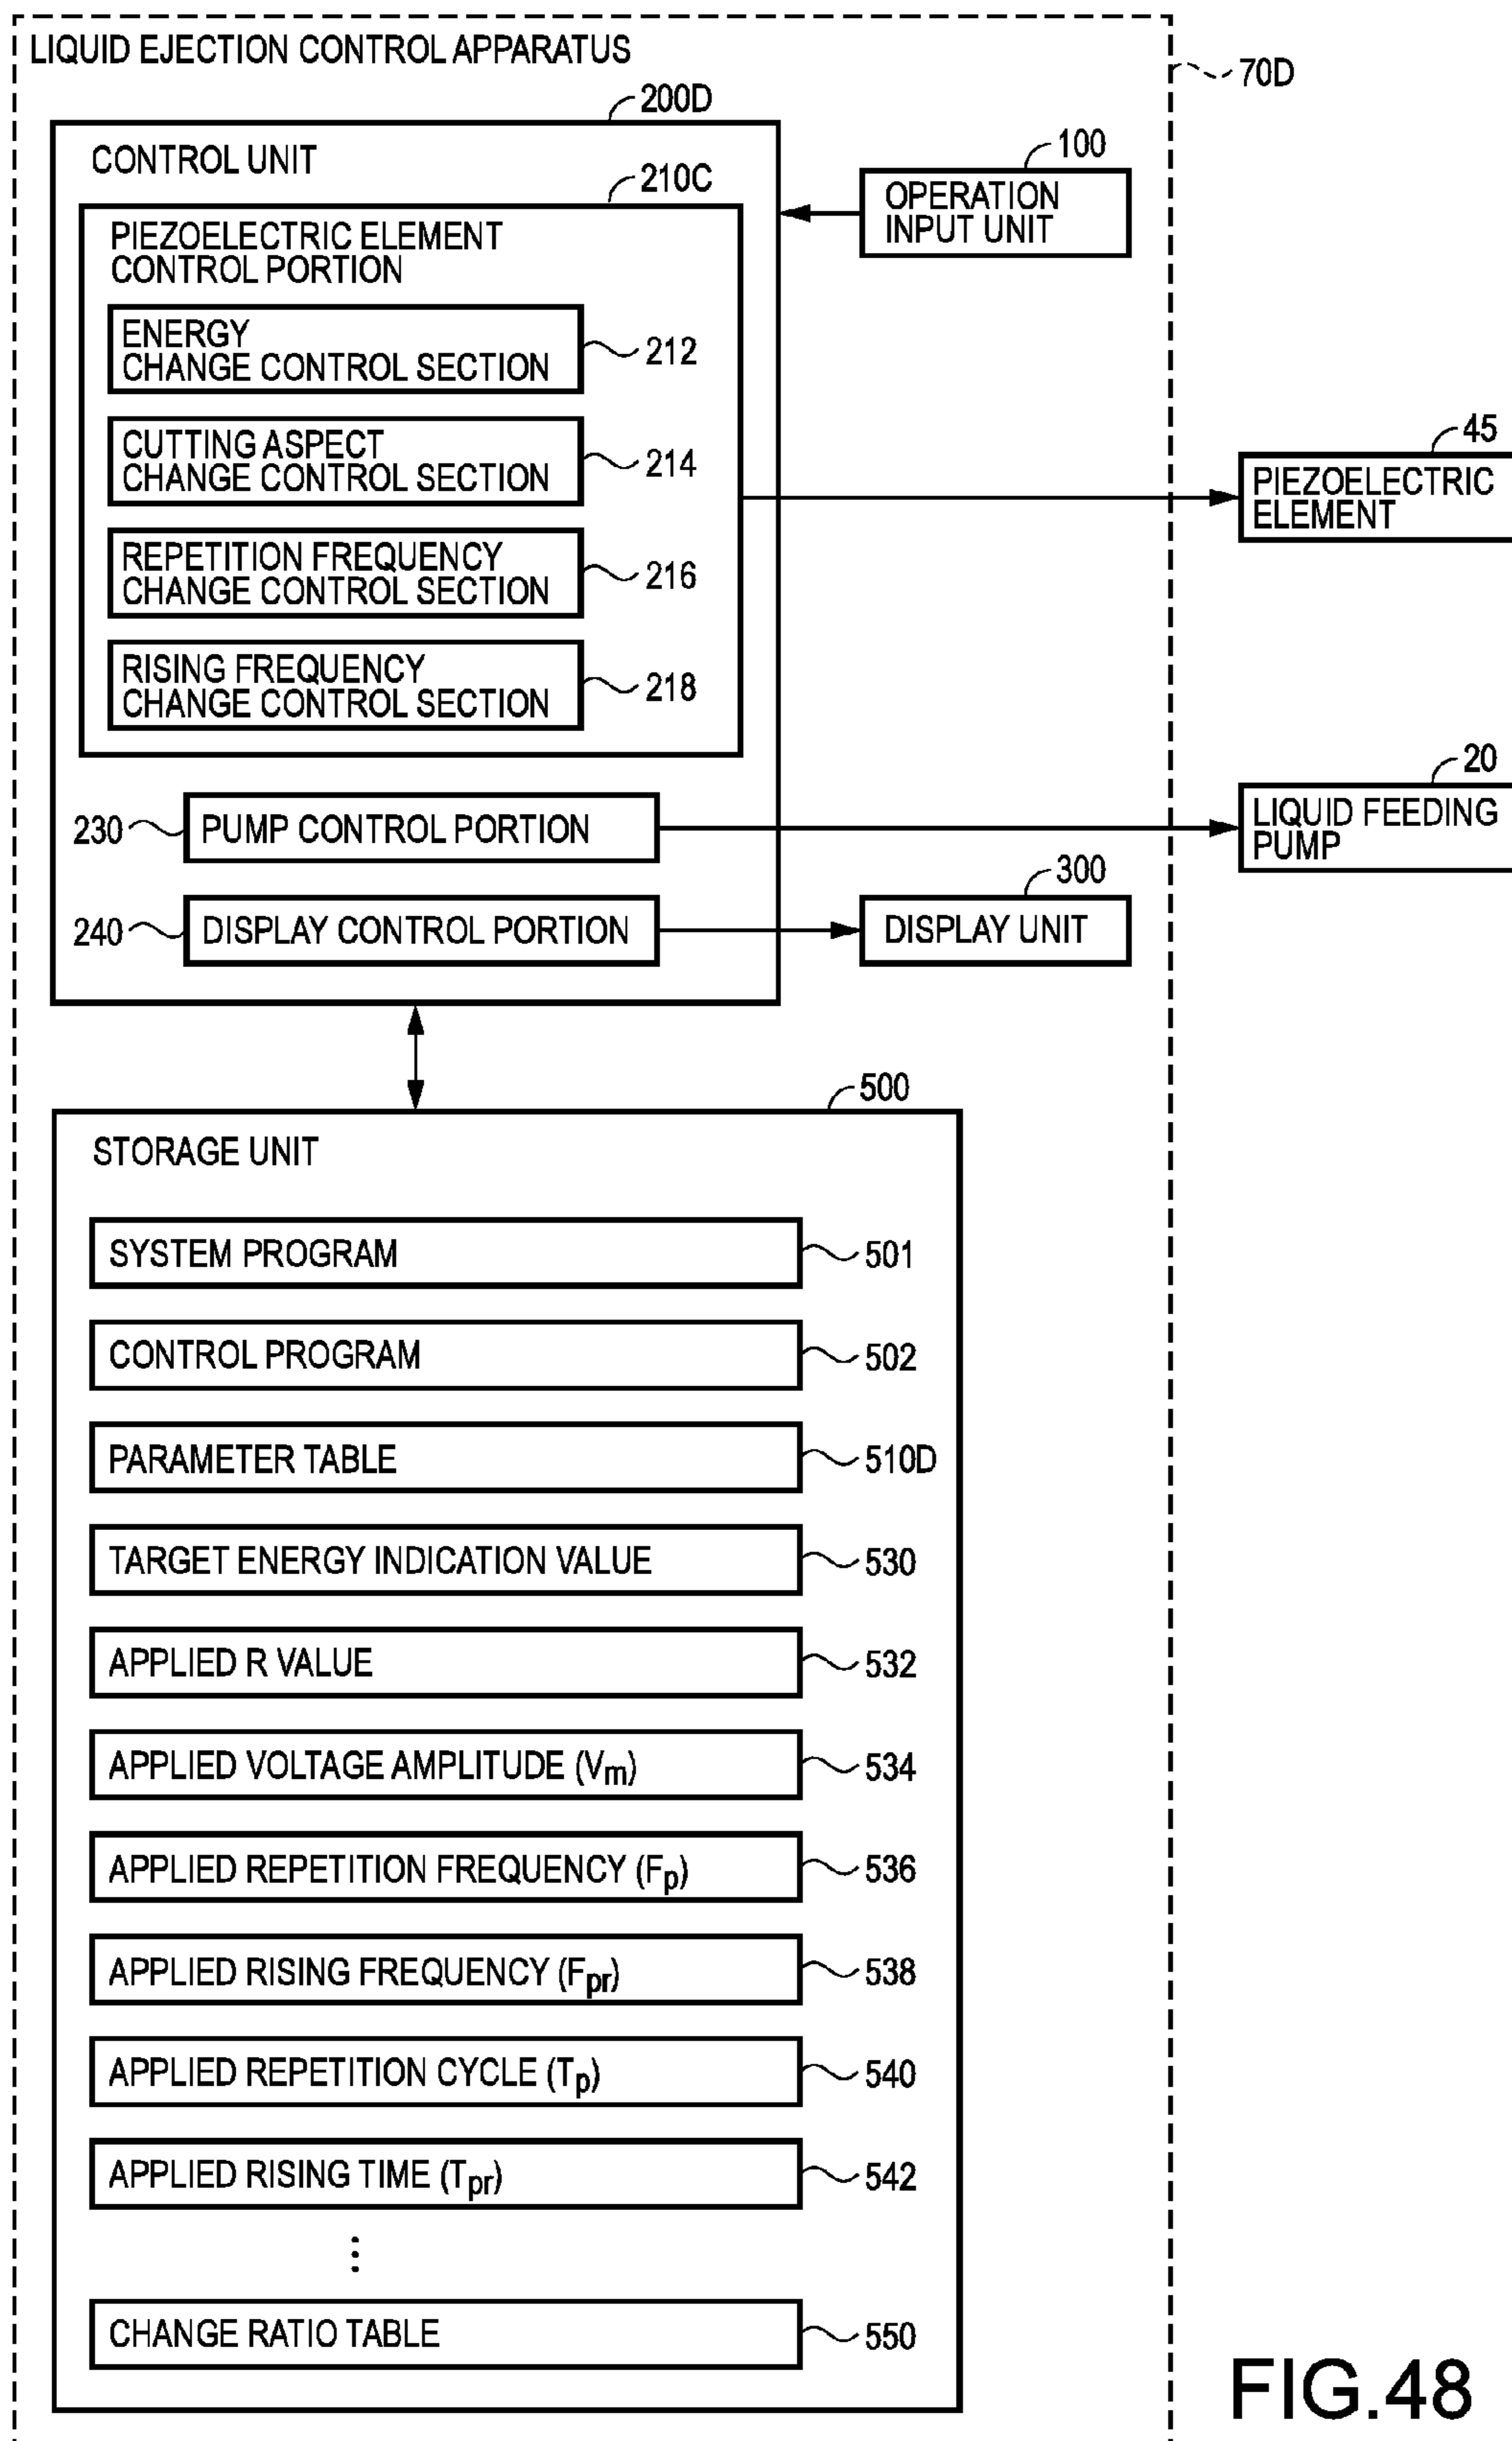 LIQUID EJECTION CONTROL APPARATUS
70D
200D
CONTROL UNIT
100
OPERATION
INPUT UNIT
210C
PIEZOELECTRIC ELEMENT
CONTROL PORTION
ENERGY
CHANGE CONTROL SECTION
212
CUTTING ASPECT
CHANGE CONTROL SECTION
214
45
PIEZOELECTRIC
ELEMENT
REPETITION FREQUENCY
CHANGE CONTROL SECTION
216
RISING FREQUENCY
CHANGE CONTROL SECTION
218
230
PUMP CONTROL PORTION
20
LIQUID FEEDING
PUMP
240
DISPLAY CONTROL PORTION
300
DISPLAY UNIT
500
STORAGE UNIT
SYSTEM PROGRAM
501
CONTROL PROGRAM
502
PARAMETER TABLE
510D
TARGET ENERGY INDICATION VALUE
530
APPLIED R VALUE
532
APPLIED VOLTAGE AMPLITUDE (Vm)
534
APPLIED REPETITION FREQUENCY (Fp)
536
APPLIED RISING FREQUENCY (Fpr)
538
APPLIED REPETITION CYCLE (Tp)
540
APPLIED RISING TIME (Tpr)
542
⋮
CHANGE RATIO TABLE
550
FIG.48